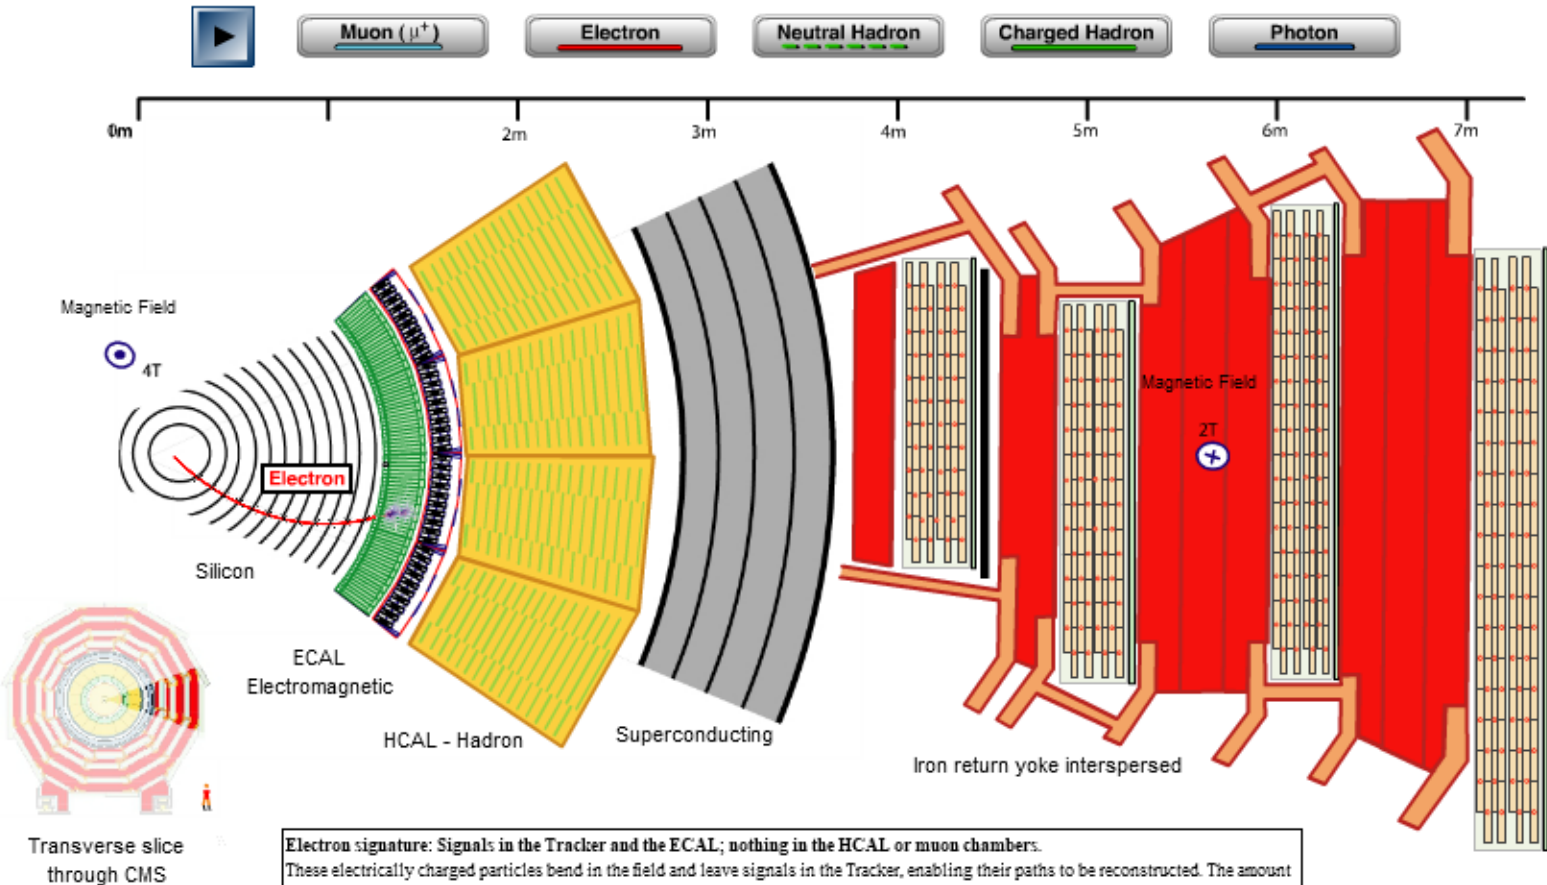 Muon (μ⁺)
Electron
Neutral Hadron
Charged Hadron
Photon
0m
2m
3m
4m
5m
6m
7m
Magnetic Field
4T
Electron
Silicon
ECAL
Electromagnetic
HCAL - Hadron
Superconducting
Magnetic Field
2T
Iron return yoke interspersed
Transverse slice
through CMS
Electron signature: Signals in the Tracker and the ECAL; nothing in the HCAL or muon chambers.
These electrically charged particles bend in the field and leave signals in the Tracker, enabling their paths to be reconstructed. The amount